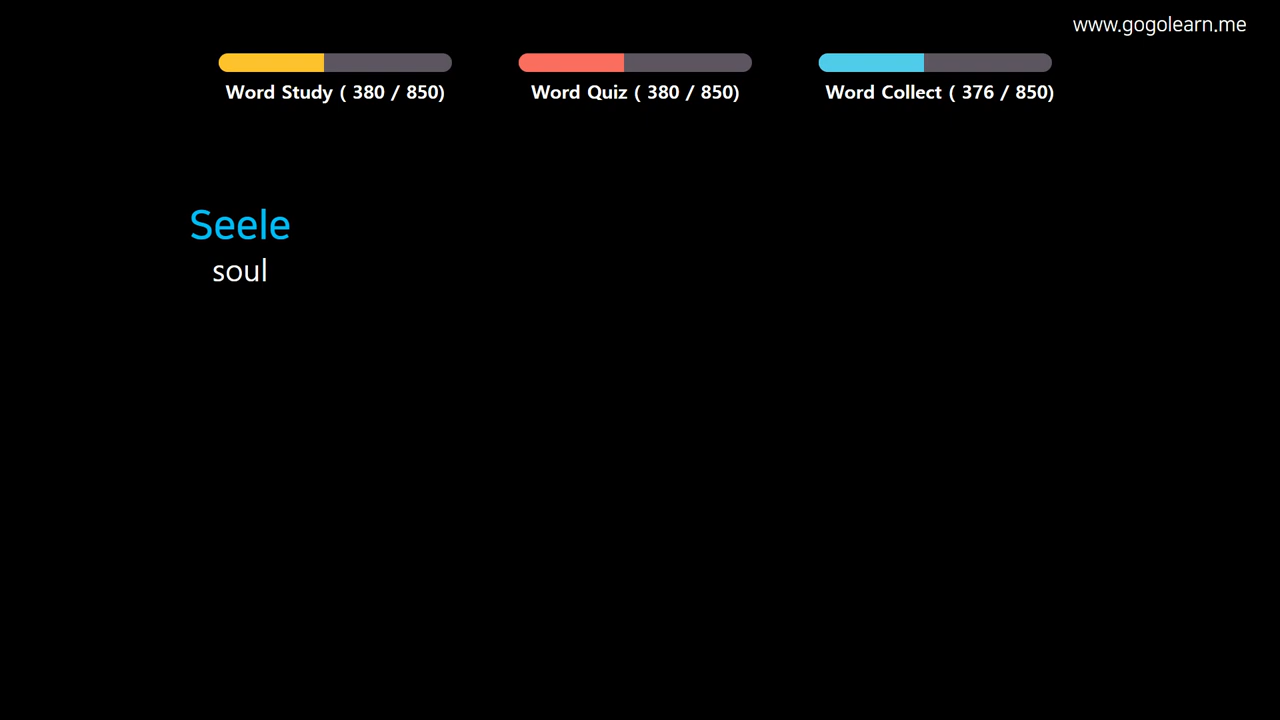 www.gogolearn.me
Word Study ( 380 / 850)
Word Quiz ( 380 / 850)
Word Collect ( 376 / 850)
Seele
soul